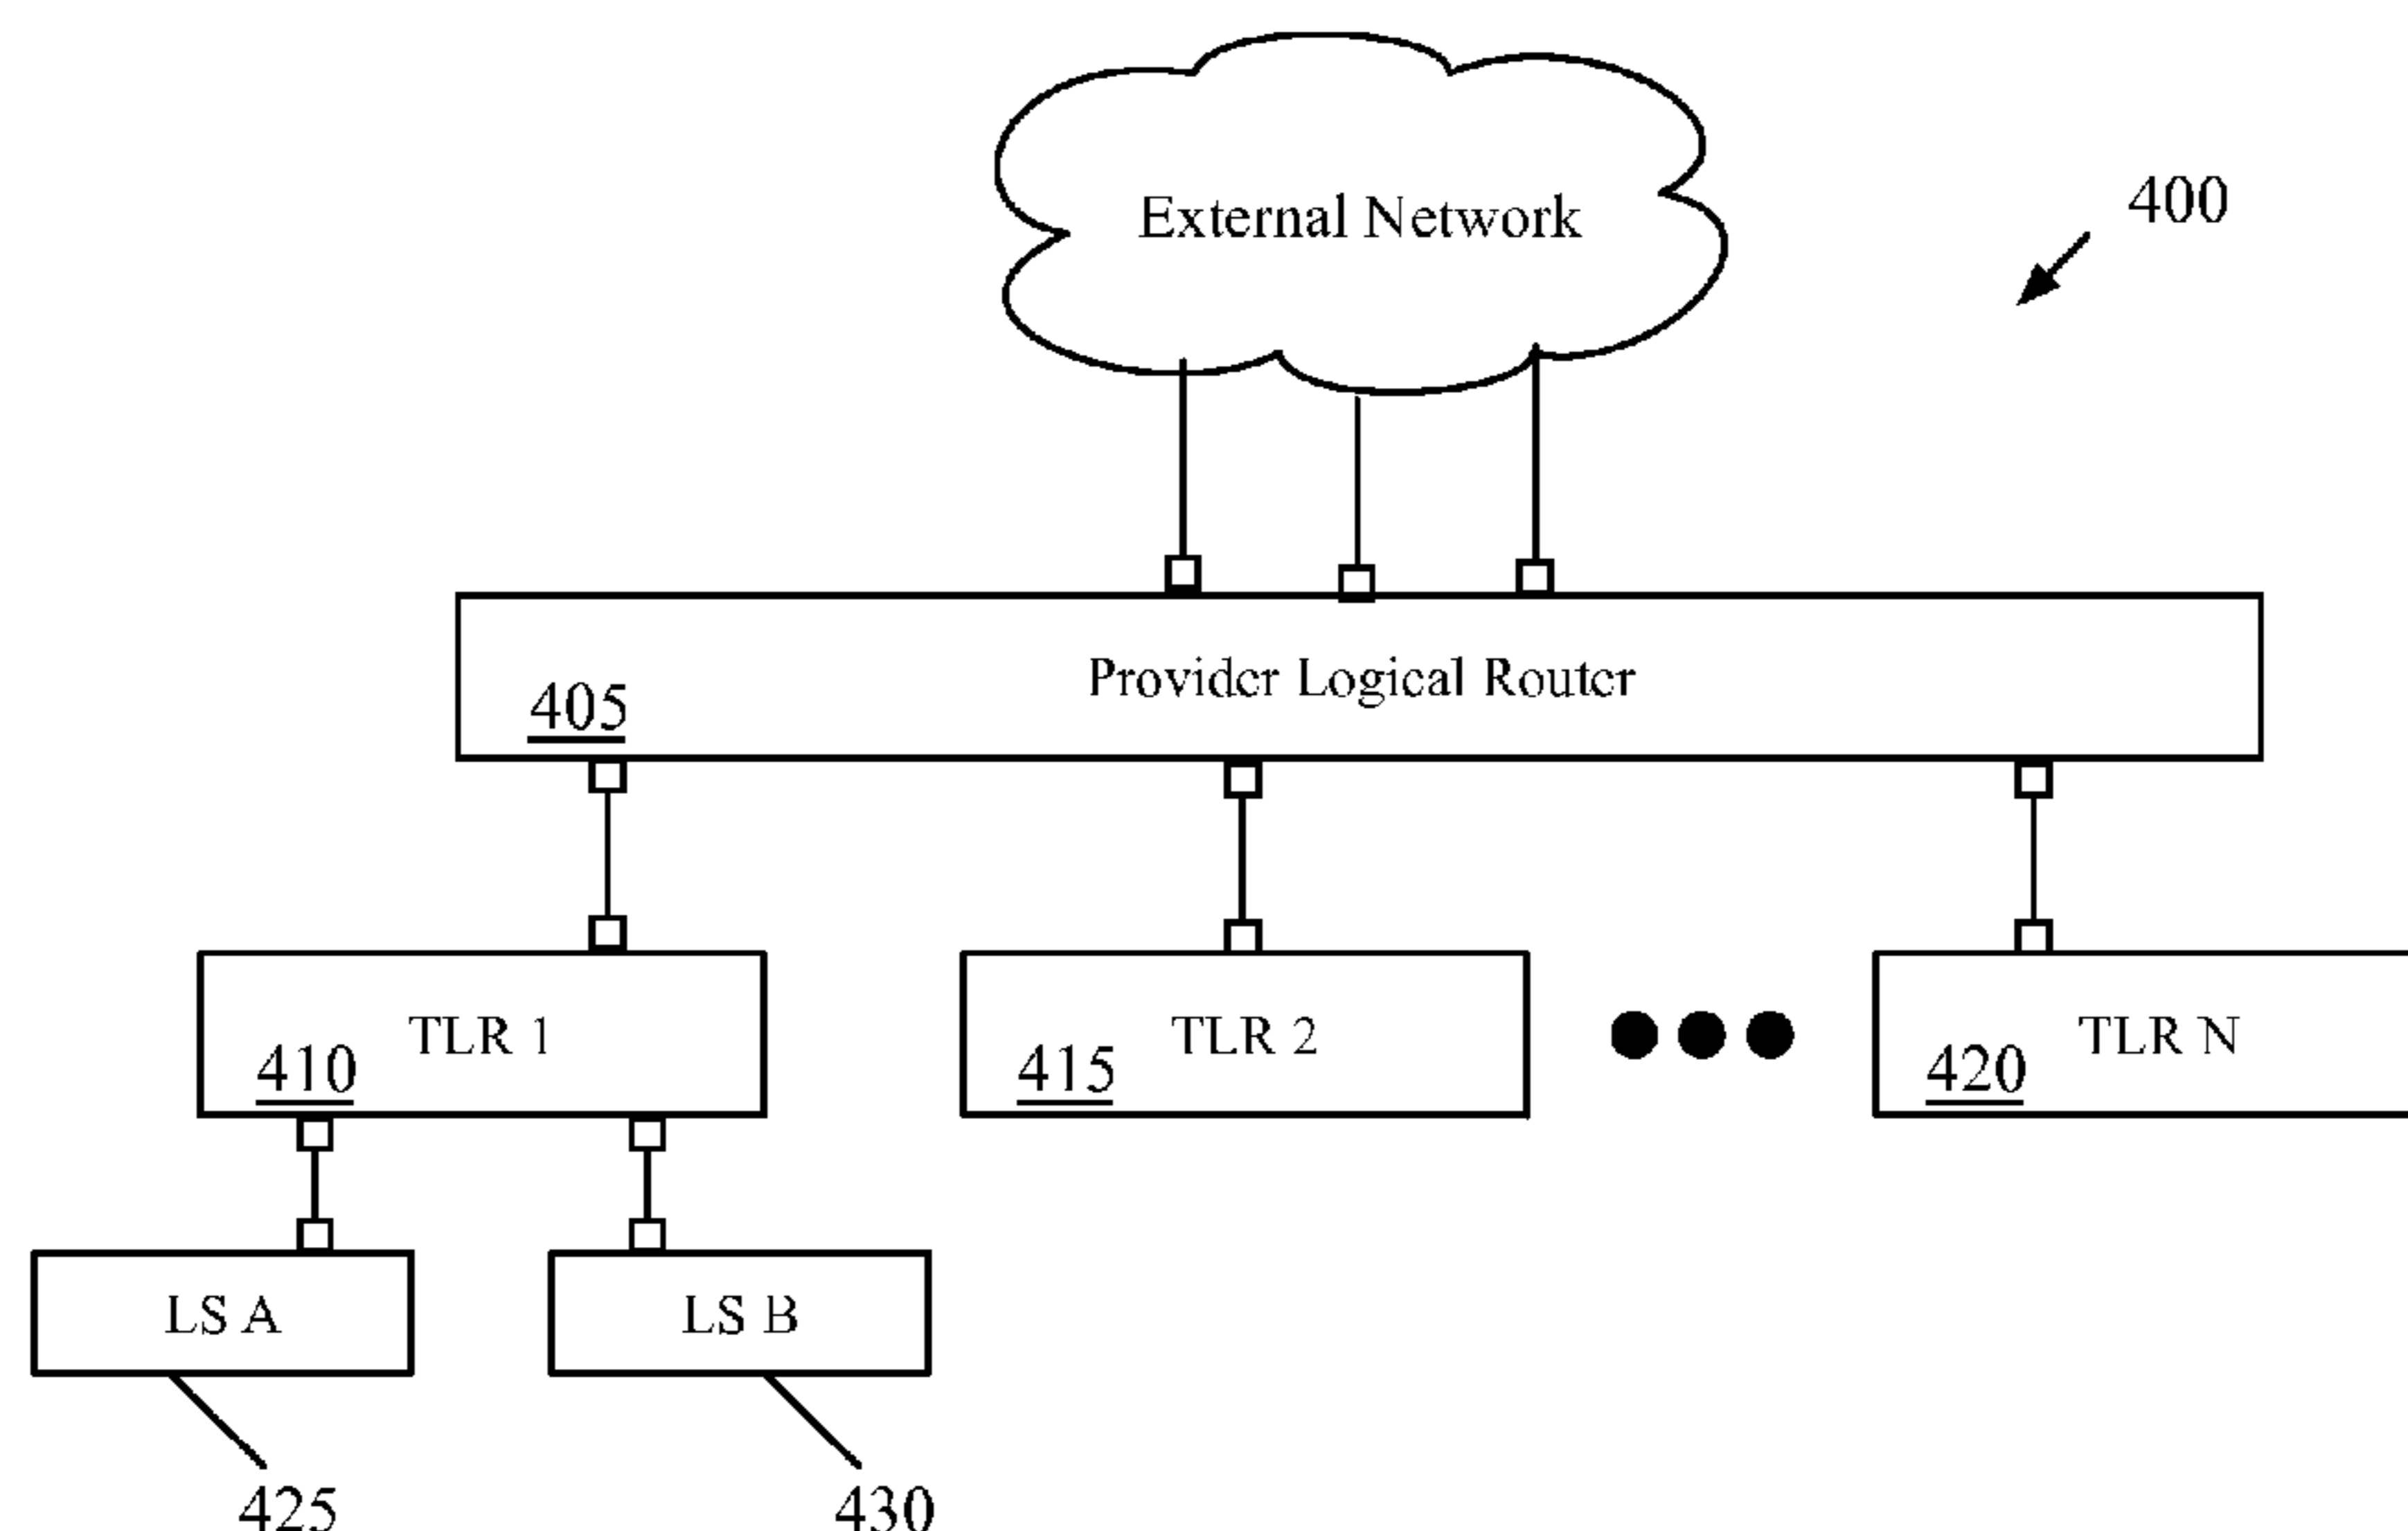 External Network
400
Provider Logical Router
405
TLR 1
410
TLR 2
415
TLR N
420
LS A
LS B
425
430